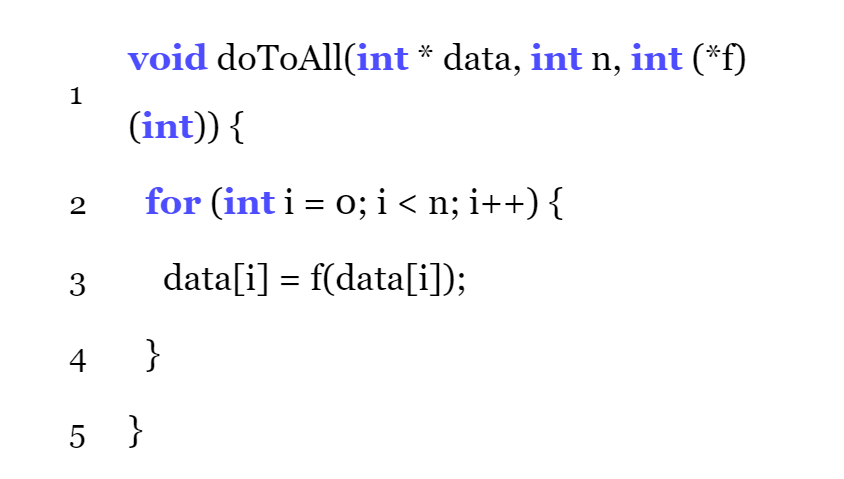 1 void doToAll(int * data, int n, int (*f)
(int)) {
2 for (int i = 0; i < n; i++) {
3 data[i] = f(data[i]);
4 }
5 }